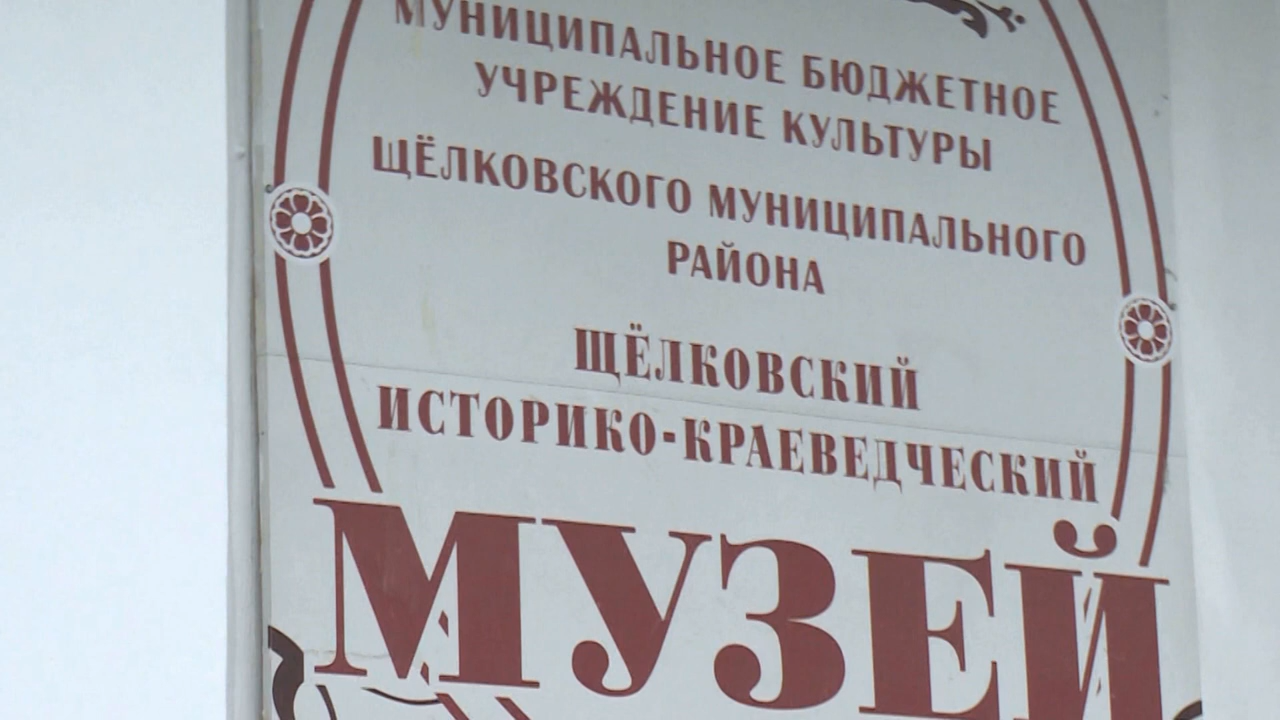 МУНИЦИПАЛЬНОЕ БЮДЖЕТНОЕ
УЧРЕЖДЕНИЕ КУЛЬТУРЫ
ЩЁЛКОВСКОГО МУНИЦИПАЛЬНОГО
РАЙОНА
ЩЁЛКОВСКИЙ
ИСТОРИКО-КРАЕВЕДЧЕСКИЙ
МУЗЕЙ